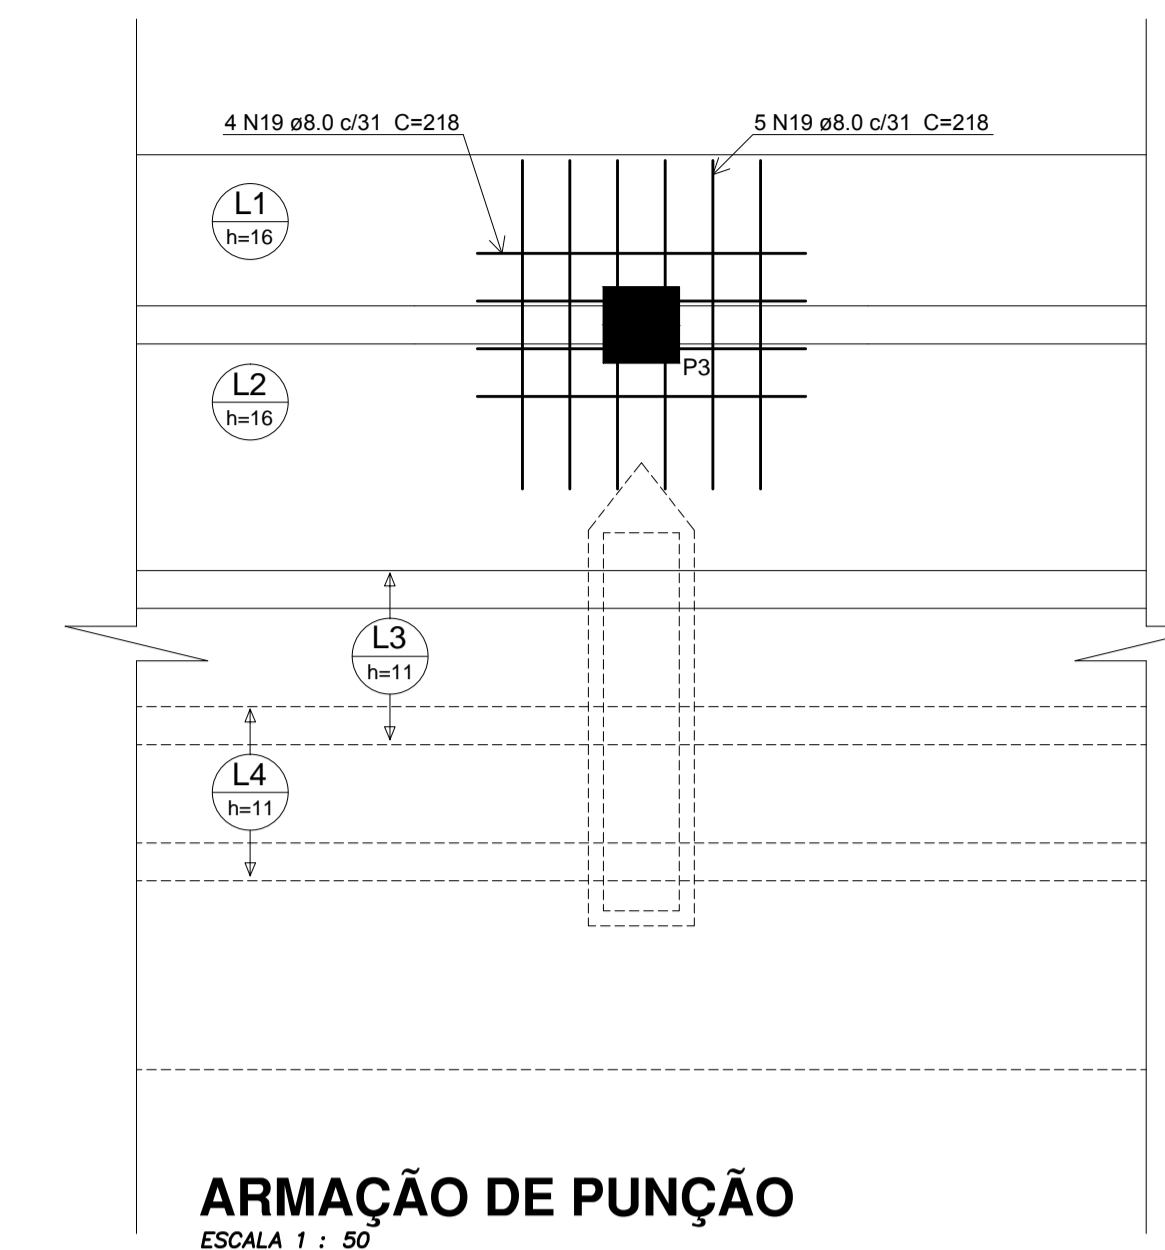 4 N19 ø8.0 c/31 C=218
5 N19 ø8.0 c/31 C=218
L1
h=16
P3
L2
h=16
L3
h=11
L4
h=11
ARMAÇÃO DE PUNÇÃO
ESCALA 1 : 50